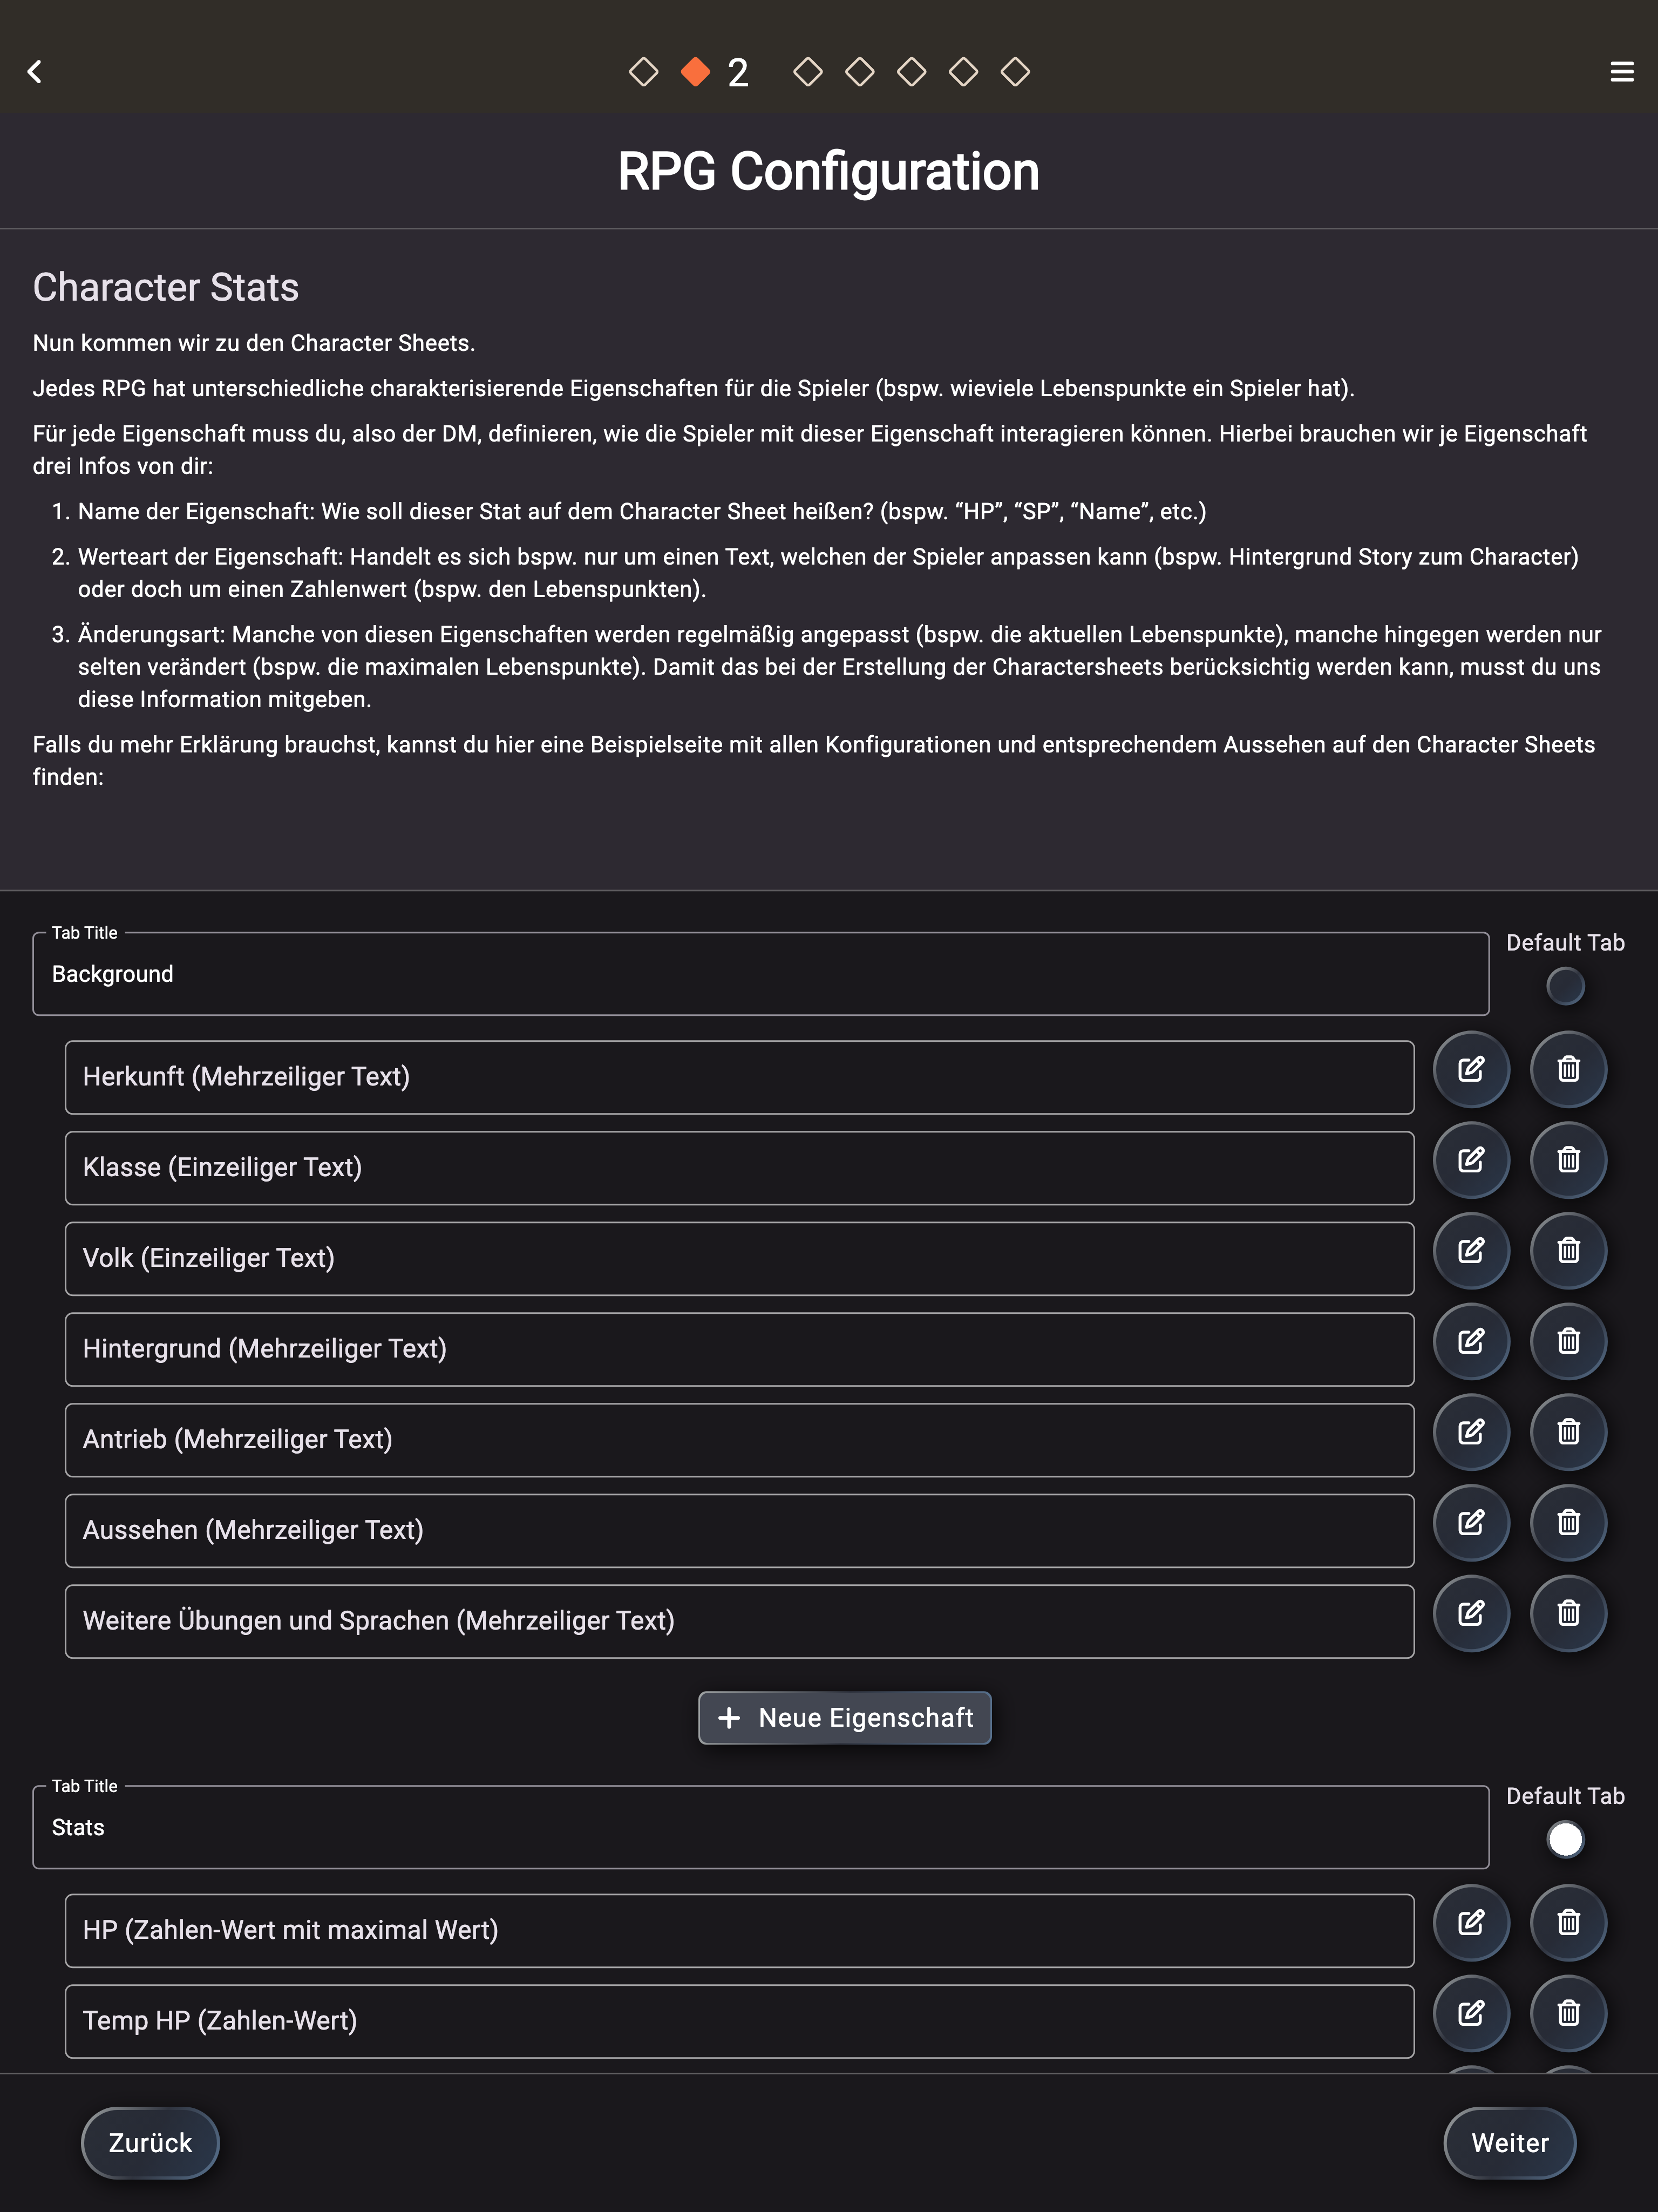 2
RPG Configuration
Character Stats
Nun kommen wir zu den Character Sheets.
Jedes RPG hat unterschiedliche charakterisierende Eigenschaften für die Spieler (bspw. wieviele Lebenspunkte ein Spieler hat).
Für jede Eigenschaft muss du, also der DM, definieren, wie die Spieler mit dieser Eigenschaft interagieren können. Hierbei brauchen wir je Eigenschaft
drei Infos von dir:
1. Name der Eigenschaft: Wie soll dieser Stat auf dem Character Sheet heißen? (bspw. “HP”, “SP”, “Name”, etc.)
2. Werteart der Eigenschaft: Handelt es sich bspw. nur um einen Text, welchen der Spieler anpassen kann (bspw. Hintergrund Story zum Character)
oder doch um einen Zahlenwert (bspw. den Lebenspunkten).
3. Änderungsart: Manche von diesen Eigenschaften werden regelmäßig angepasst (bspw. die aktuellen Lebenspunkte), manche hingegen werden nur
selten verändert (bspw. die maximalen Lebenspunkte). Damit das bei der Erstellung der Charactersheets berücksichtig werden kann, musst du uns
diese Information mitgeben.
Falls du mehr Erklärung brauchst, kannst du hier eine Beispielseite mit allen Konfigurationen und entsprechendem Aussehen auf den Character Sheets
finden:
Tab Title
Default Tab
Background
Herkunft (Mehrzeiliger Text)
Klasse (Einzeiliger Text)
Volk (Einzeiliger Text)
Hintergrund (Mehrzeiliger Text)
Antrieb (Mehrzeiliger Text)
Aussehen (Mehrzeiliger Text)
Weitere Übungen und Sprachen (Mehrzeiliger Text)
Neue Eigenschaft
Tab Title
Default Tab
Stats
HP (Zahlen-Wert mit maximal Wert)
Temp HP (Zahlen-Wert)
Zurück
Weiter